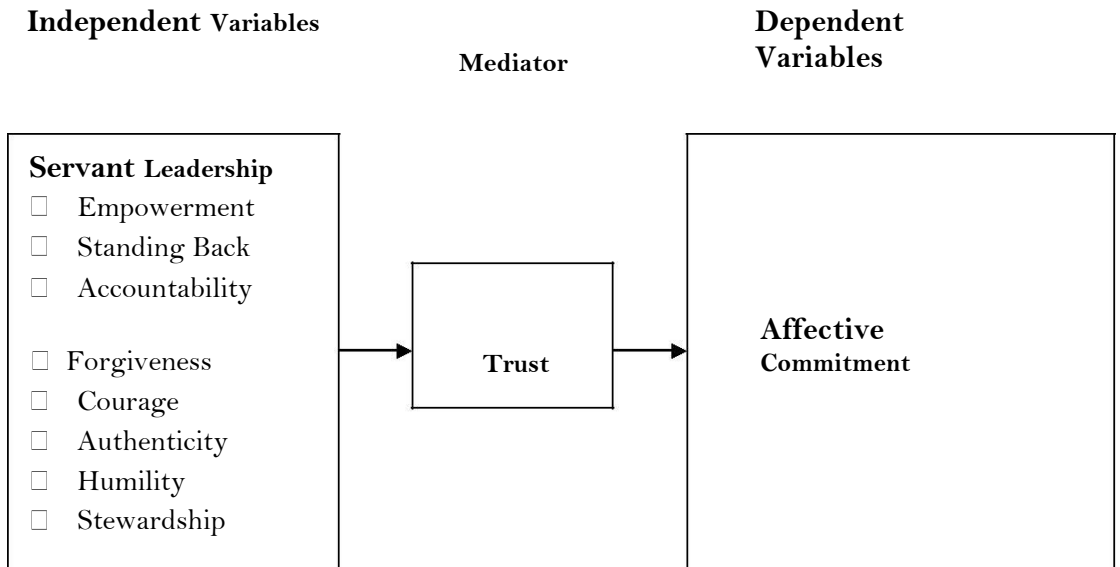 Independent Variables
Dependent
Variables
Mediator
Servant Leadership
Empowerment
Standing Back
Accountability
Forgiveness
Courage
Authenticity
Humility
Stewardship
Trust
Affective
Commitment